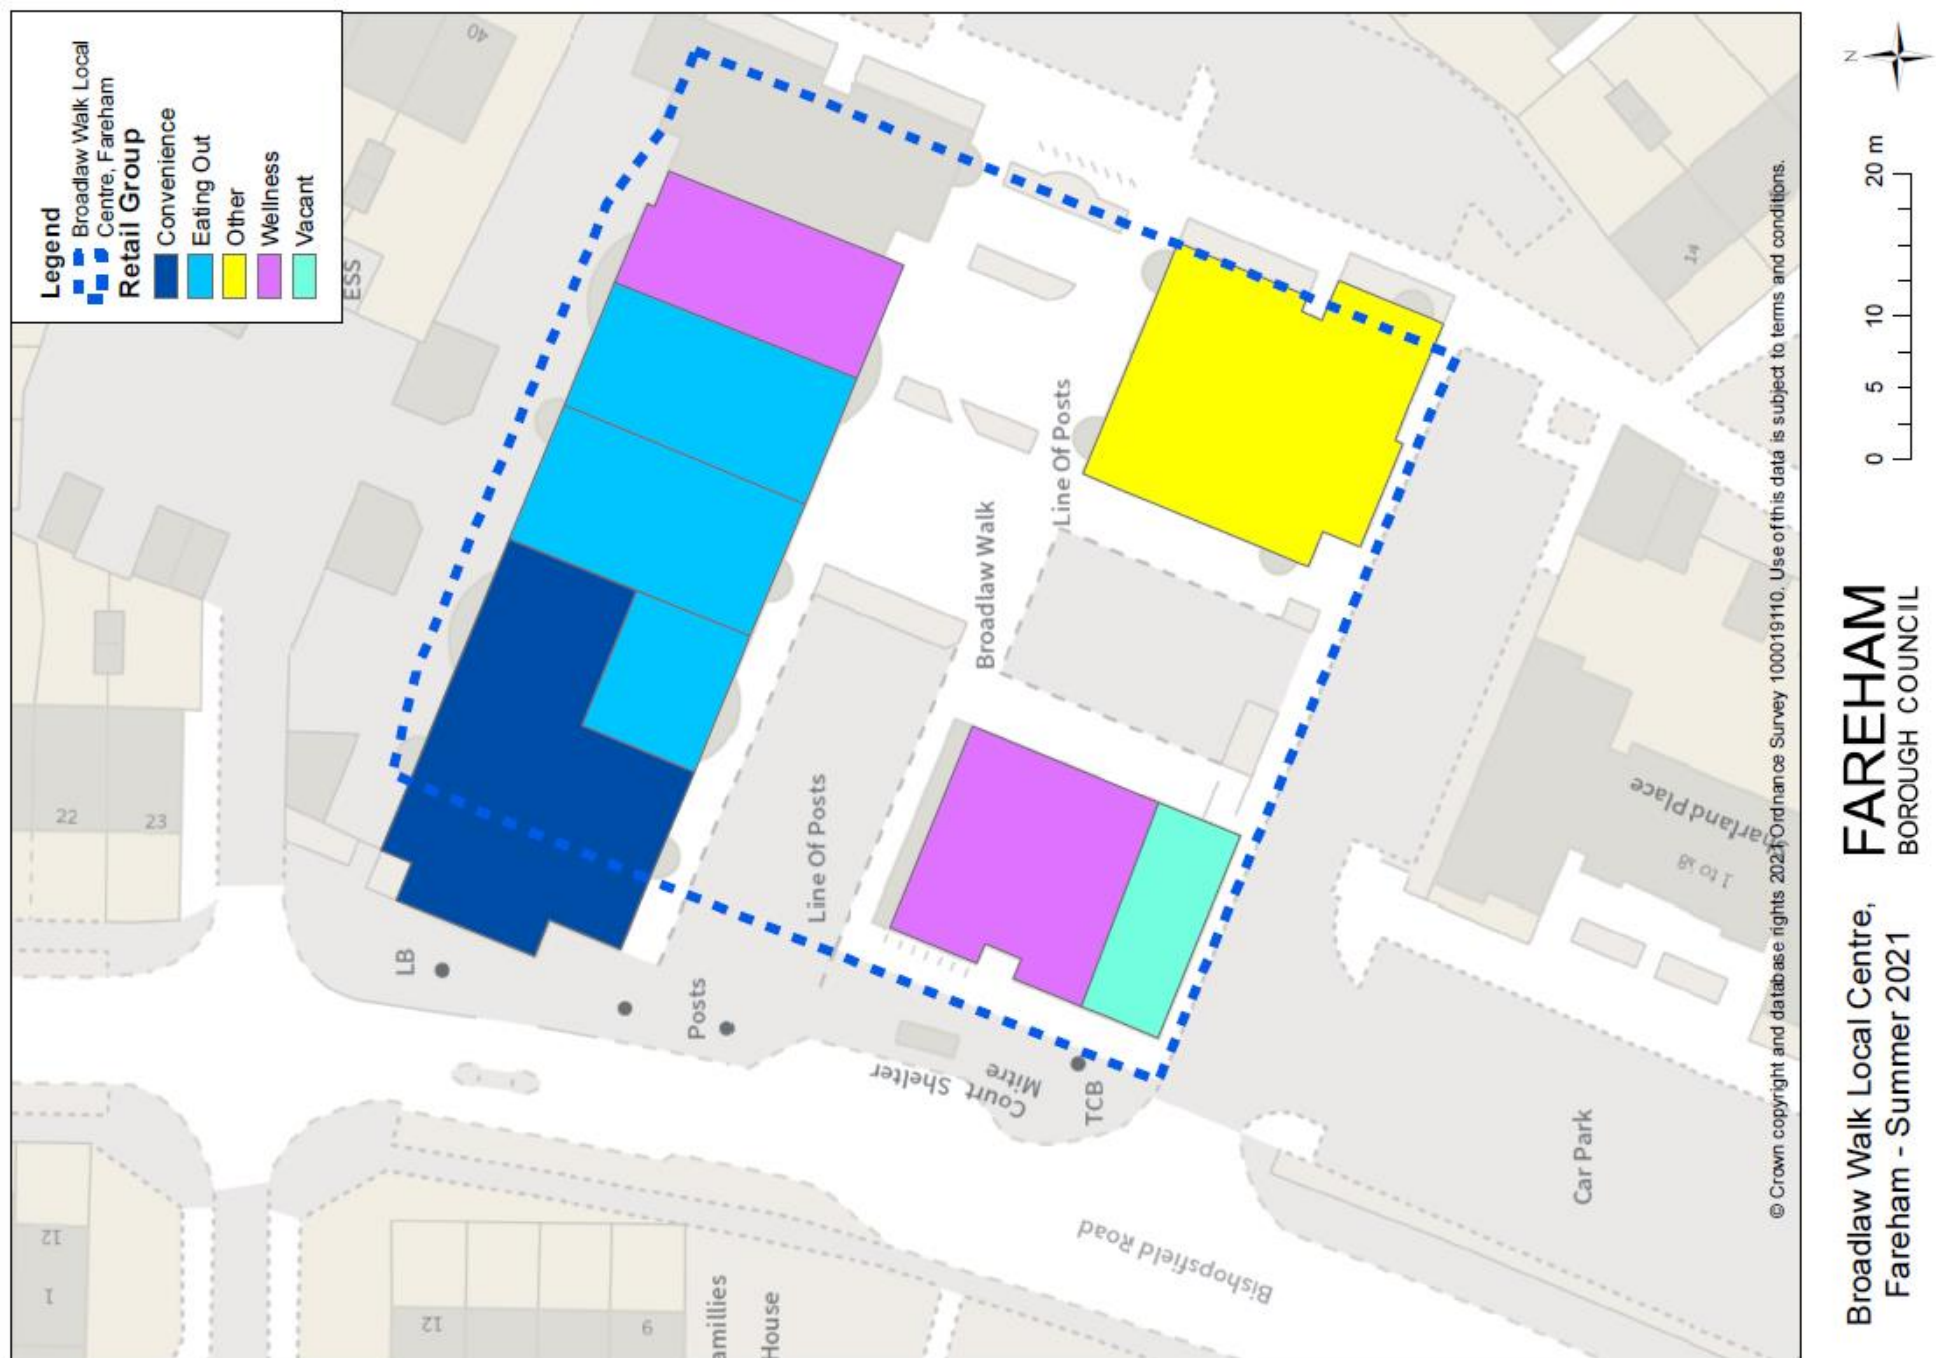 Legend
Broadlaw Walk Local
Centre, Fareham
Retail Group
Convenience
Eating Out
Other
Wellness
Vacant
40
ESS
22
23
LB
Posts
Line Of Posts
Broadlaw Walk
Line Of Posts
14
Court Shelter
Mitre
TCB
Bishopsfield Road
Car Park
1 to 18
12
1
12
9
House
© Crown copyright and database rights 2021 Ordnance Survey 100019110. Use of this data is subject to terms and conditions.
Broadlaw Walk Local Centre,
Fareham - Summer 2021
FAREHAM
BOROUGH COUNCIL
0 5 10 20 m
N